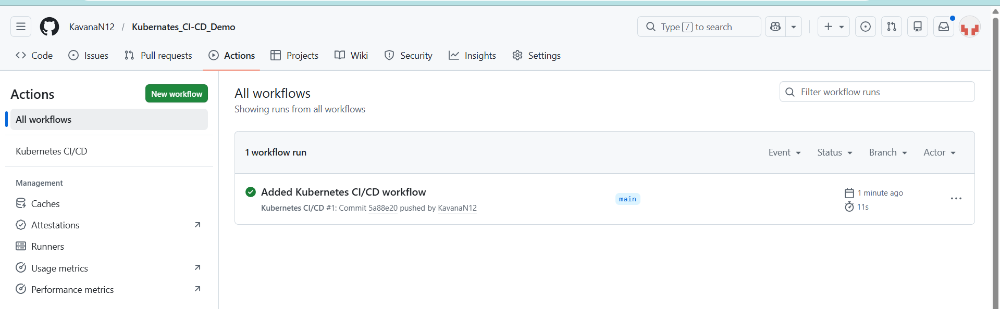 KavanaN12 / Kubernates_CI-CD_Demo
Type / to search
Code Issues Pull requests Actions Projects Wiki Security Insights Settings
Actions
New workflow
All workflows
Kubernetes CI/CD
Management
Caches
Attestations
Runners
Usage metrics
Performance metrics
All workflows
Showing runs from all workflows
Filter workflow runs
1 workflow run
Event Status Branch Actor
Added Kubernetes CI/CD workflow
Kubernetes CI/CD #1: Commit 5a88e20 pushed by KavanaN12
main
1 minute ago
11s